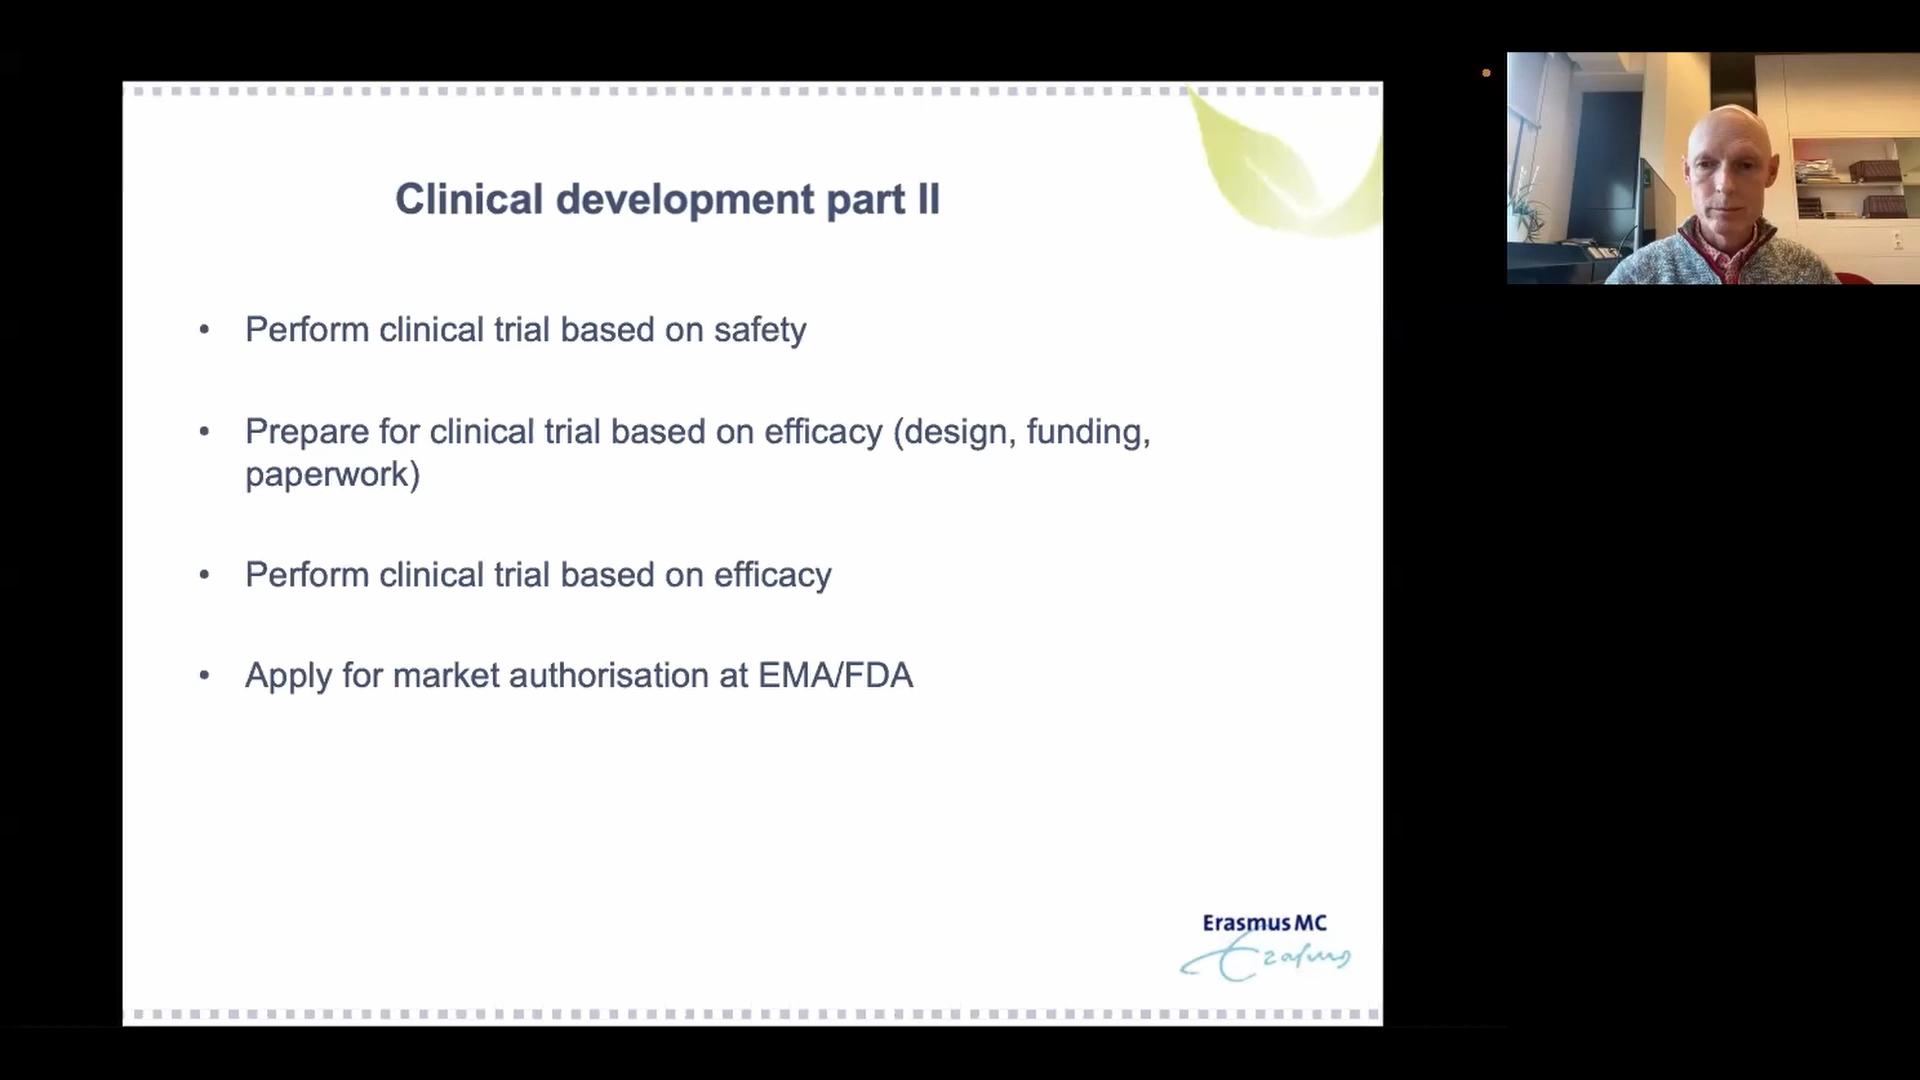 Clinical development part II
• Perform clinical trial based on safety
• Prepare for clinical trial based on efficacy (design, funding,
paperwork)
• Perform clinical trial based on efficacy
• Apply for market authorisation at EMA/FDA
Erasmus MC
Erasmus